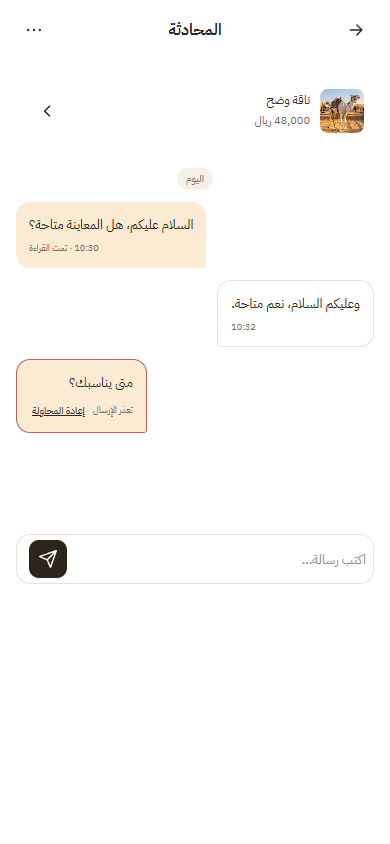 المحادثة
ناقة وضح
48,000 ريال
اليوم
السلام عليكم، هل المعاينة متاحة؟
10:30 · تمت القراءة
وعليكم السلام، نعم متاحة.
10:32
متى يناسبك؟
تعذر الإرسال إعادة المحاولة
اكتب رسالة...